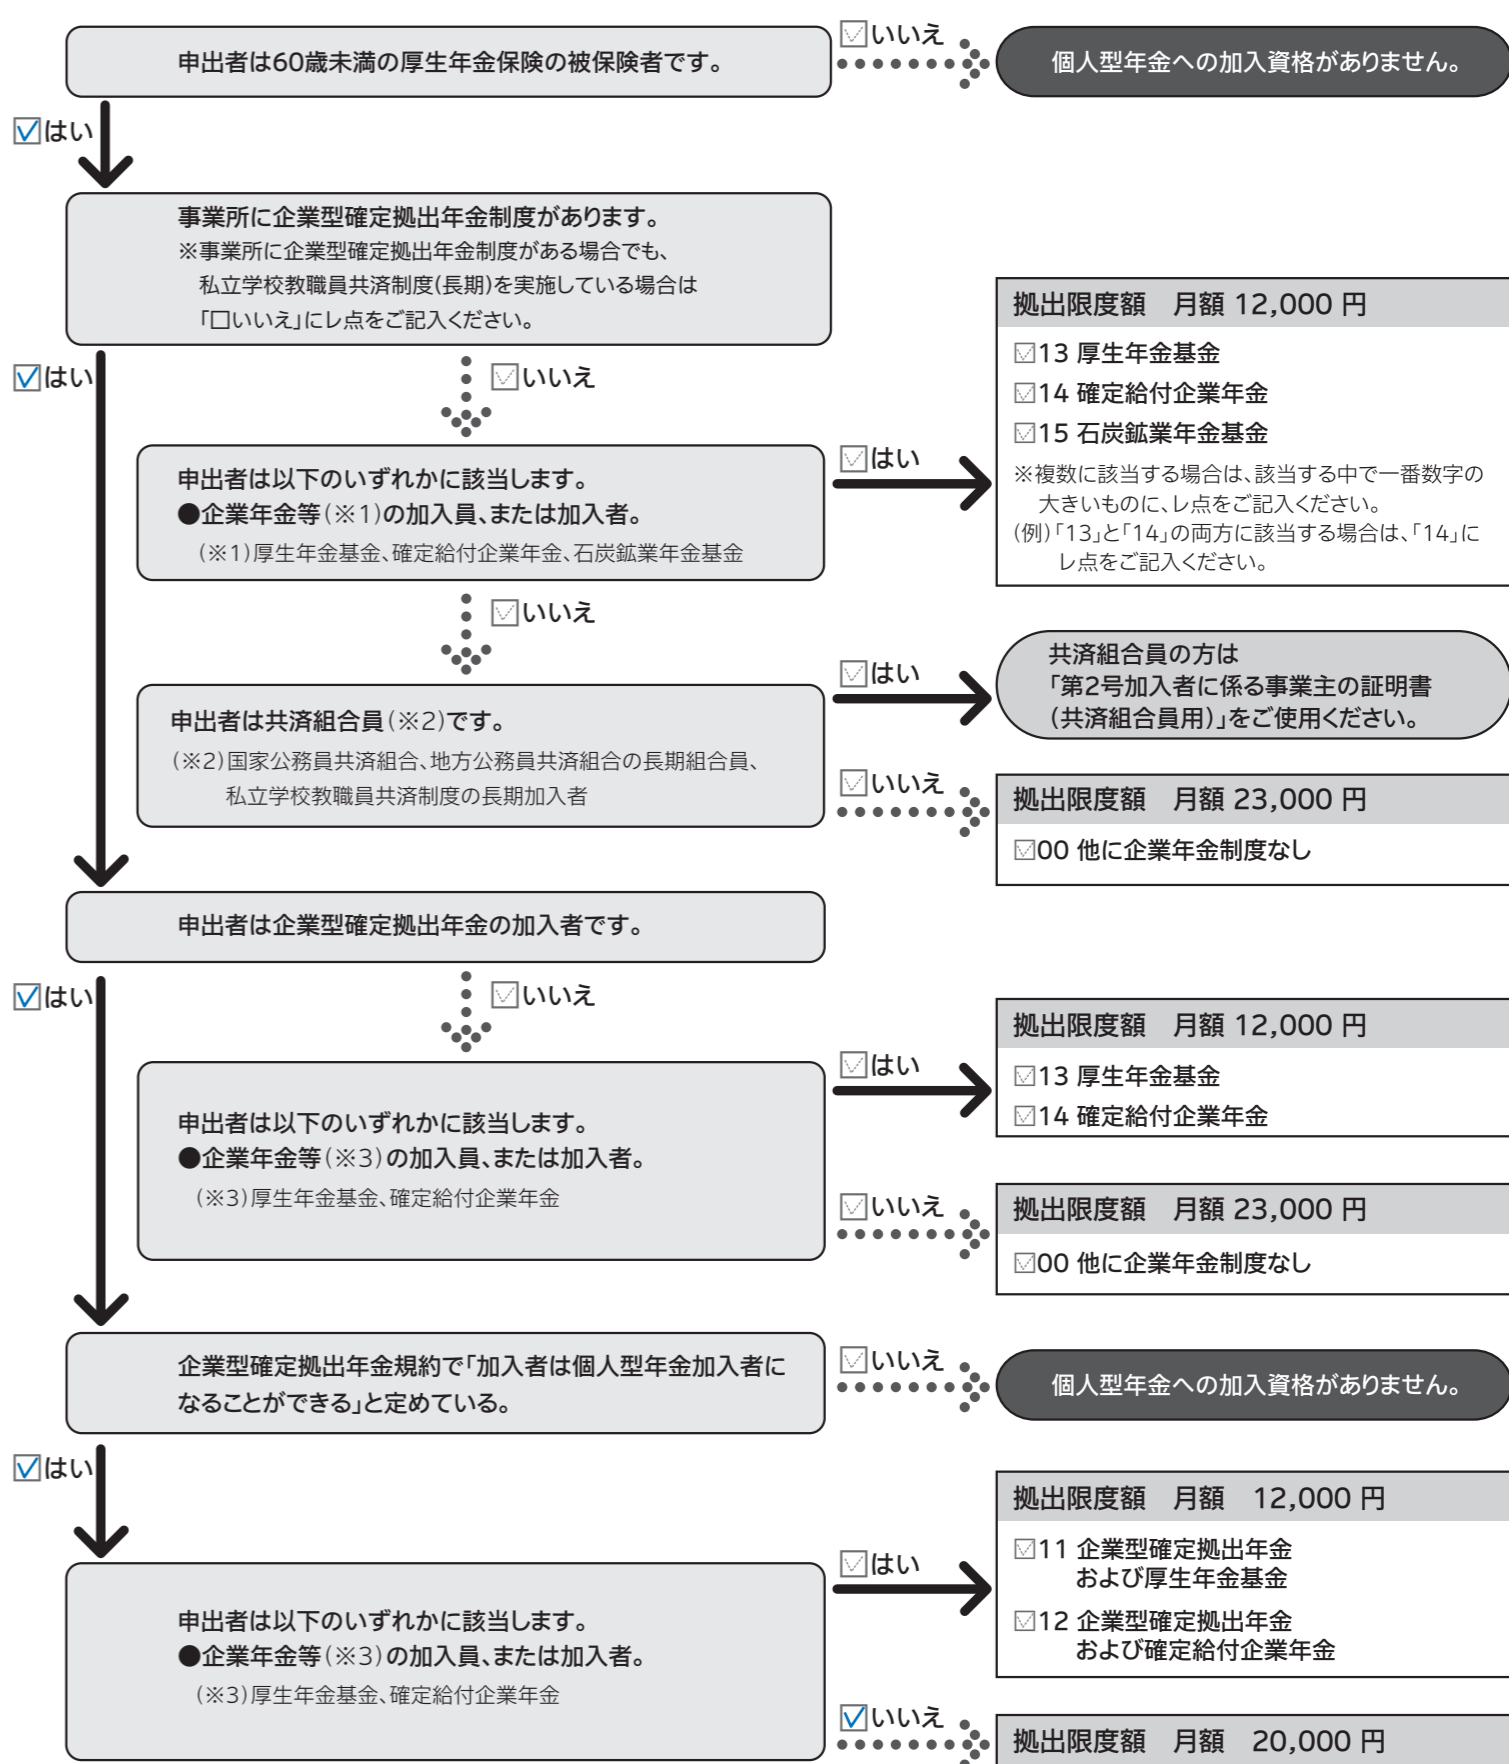 申出者は60歳未満の厚生年金保険の被保険者です。
いいえ
個人型年金への加入資格がありません。
はい
事業所に企業型確定拠出年金制度があります。
※事業所に企業型確定拠出年金制度がある場合でも、
私立学校教職員共済制度(長期)を実施している場合は
「□いいえ」にレ点をご記入ください。
はい
いいえ
申出者は以下のいずれかに該当します。
●企業年金等(※1)の加入員、または加入者。
(※1)厚生年金基金、確定給付企業年金、石炭鉱業年金基金
はい
拠出限度額 月額 12,000 円
13 厚生年金基金
14 確定給付企業年金
15 石炭鉱業年金基金
※複数に該当する場合は、該当する中で一番数字の
大きいものに、レ点をご記入ください。
(例)「13」と「14」の両方に該当する場合は、「14」に
レ点をご記入ください。
いいえ
申出者は共済組合員(※2)です。
(※2)国家公務員共済組合、地方公務員共済組合の長期組合員、
私立学校教職員共済制度の長期加入者
はい
共済組合員の方は
「第2号加入者に係る事業主の証明書
(共済組合員用)」をご使用ください。
いいえ
拠出限度額 月額 23,000 円
00 他に企業年金制度なし
申出者は企業型確定拠出年金の加入者です。
はい
いいえ
申出者は以下のいずれかに該当します。
●企業年金等(※3)の加入員、または加入者。
(※3)厚生年金基金、確定給付企業年金
はい
拠出限度額 月額 12,000 円
13 厚生年金基金
14 確定給付企業年金
いいえ
拠出限度額 月額 23,000 円
00 他に企業年金制度なし
企業型確定拠出年金規約で「加入者は個人型年金加入者に
なることができる」と定めている。
いいえ
個人型年金への加入資格がありません。
はい
申出者は以下のいずれかに該当します。
●企業年金等(※3)の加入員、または加入者。
(※3)厚生年金基金、確定給付企業年金
はい
拠出限度額 月額 12,000 円
11 企業型確定拠出年金
および厚生年金基金
12 企業型確定拠出年金
および確定給付企業年金
いいえ
拠出限度額 月額 20,000 円